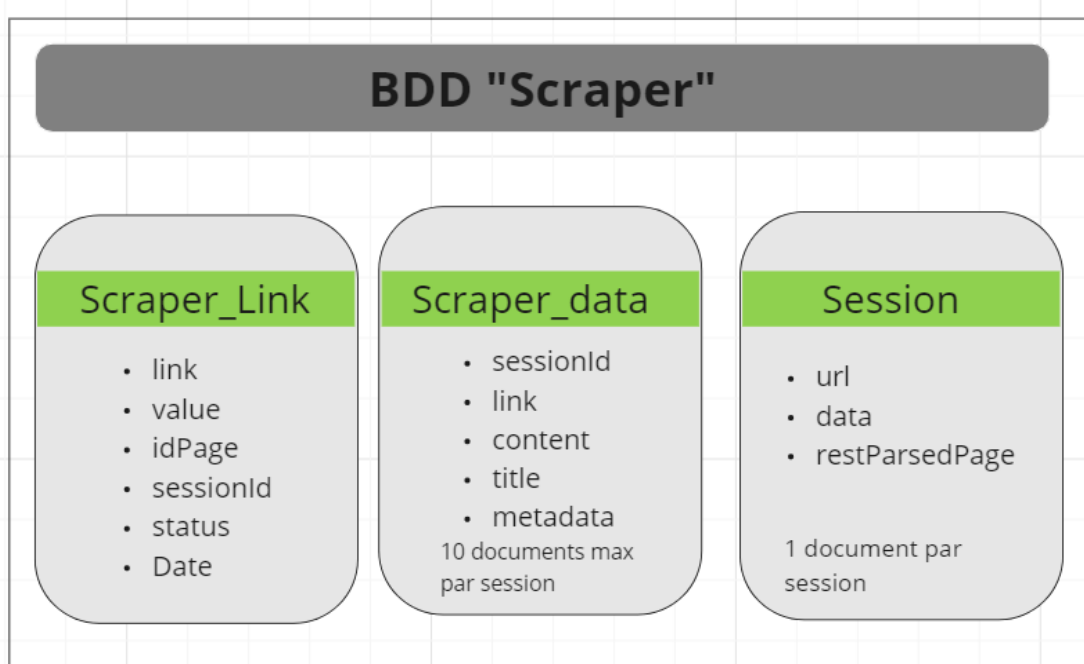 BDD "Scraper"
Scraper_Link
• link
• value
• idPage
• sessionId
• status
• Date
Scraper_data
• sessionId
• link
• content
• title
• metadata
10 documents max
par session
Session
• url
• data
• restParsedPage
1 document par
session